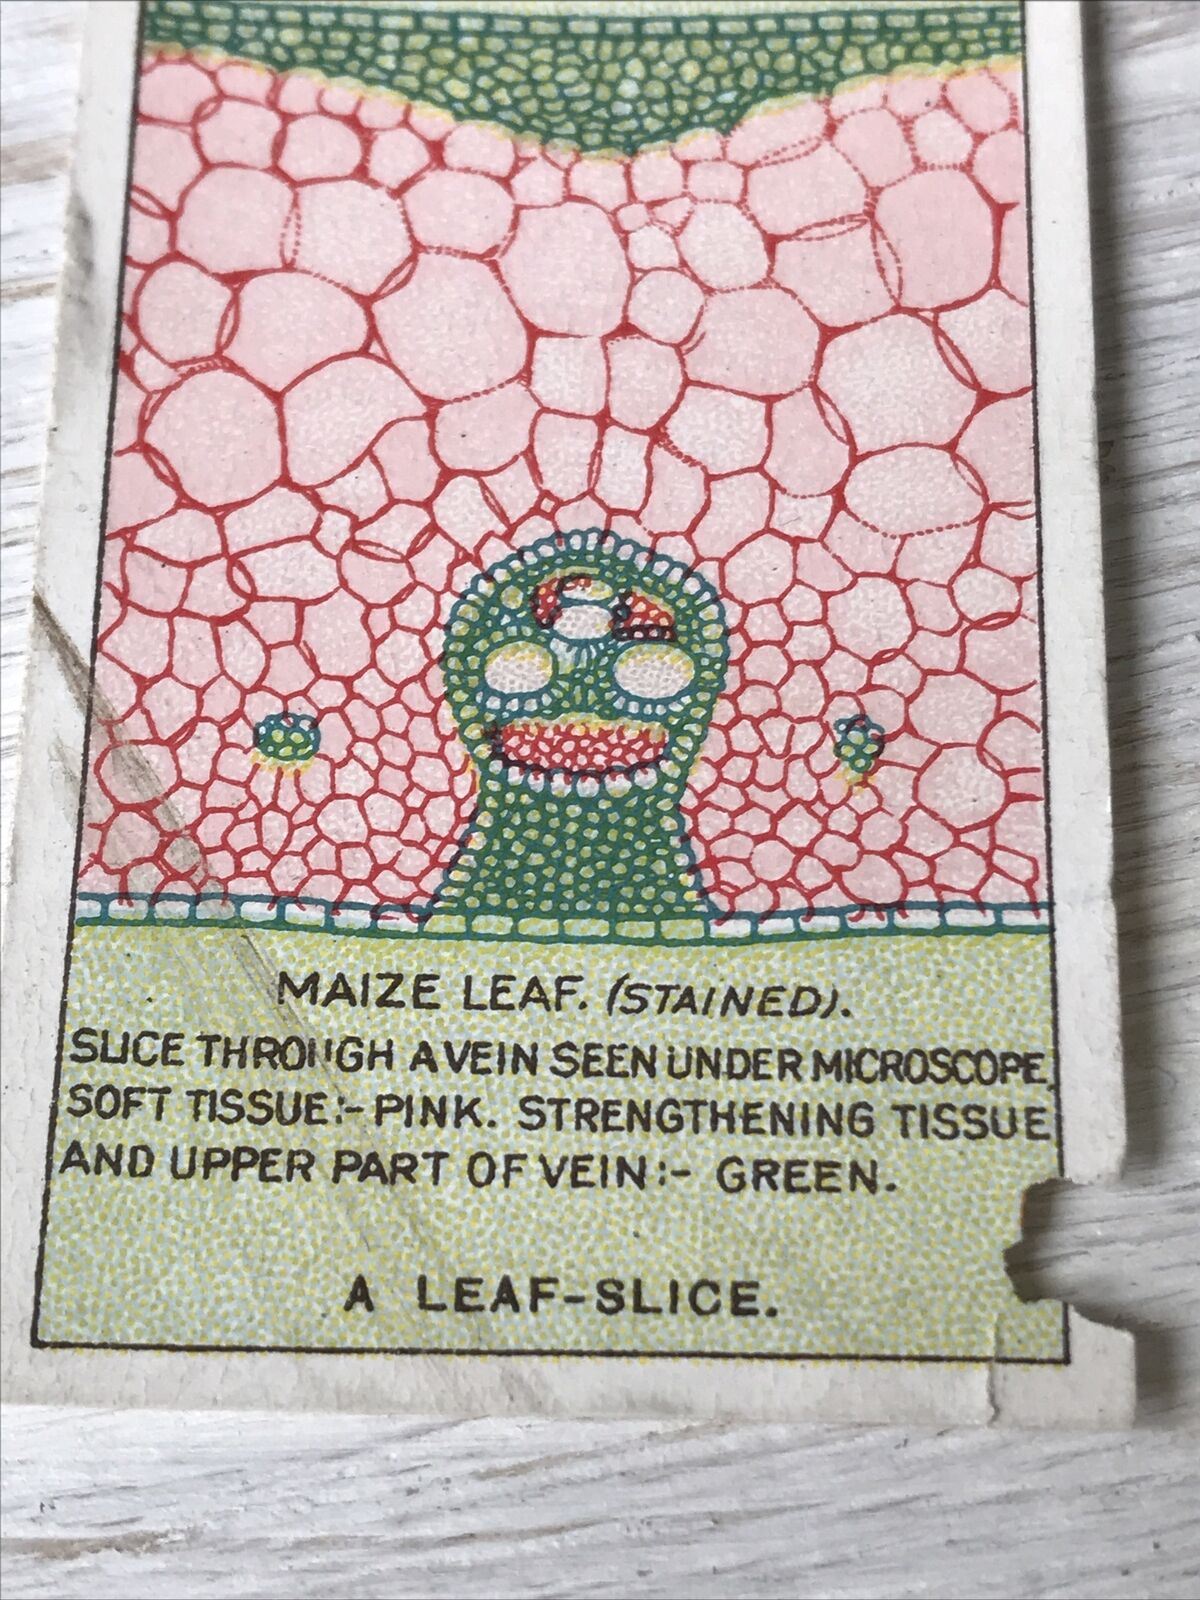 MAIZE LEAF. (STAINED).
SLICE THROUGH A VEIN SEEN UNDER MICROSCOPE.
SOFT TISSUE:- PINK. STRENGTHENING TISSUE
AND UPPER PART OF VEIN:- GREEN.
A LEAF-SLICE.